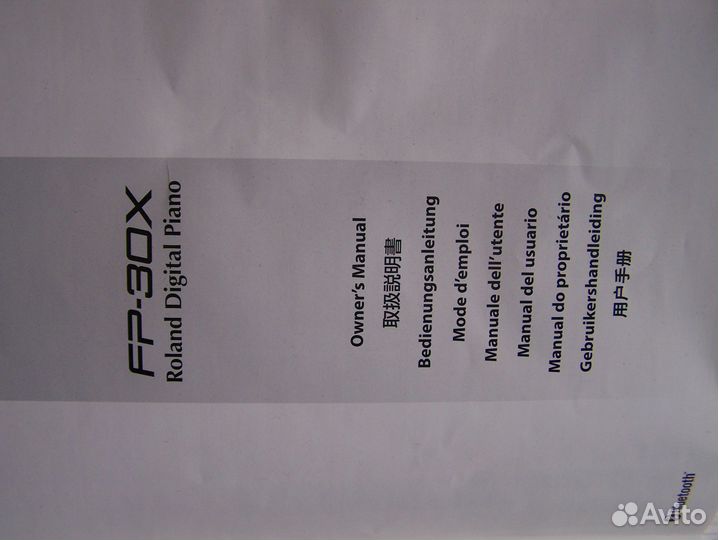 FP-30X
Roland Digital Piano
Owner's Manual
取扱説明書
Bedienungsanleitung
Mode d'emploi
Manuale dell'utente
Manual del usuario
Manual do proprietário
Gebruikershandleiding
用户手册
Bluetooth
Avito